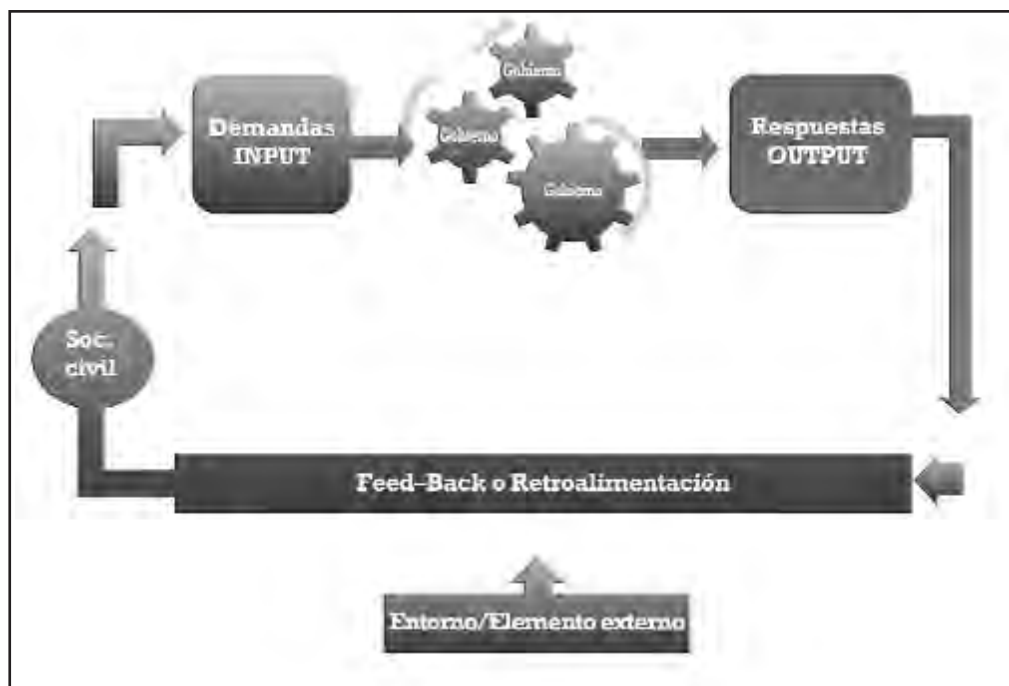 Demandas
INPUT
Gobierno
Gobierno
Gobierno
Respuestas
OUTPUT
Soc.
civil
Feed–Back o Retroalimentación
Entorno/Elemento externo